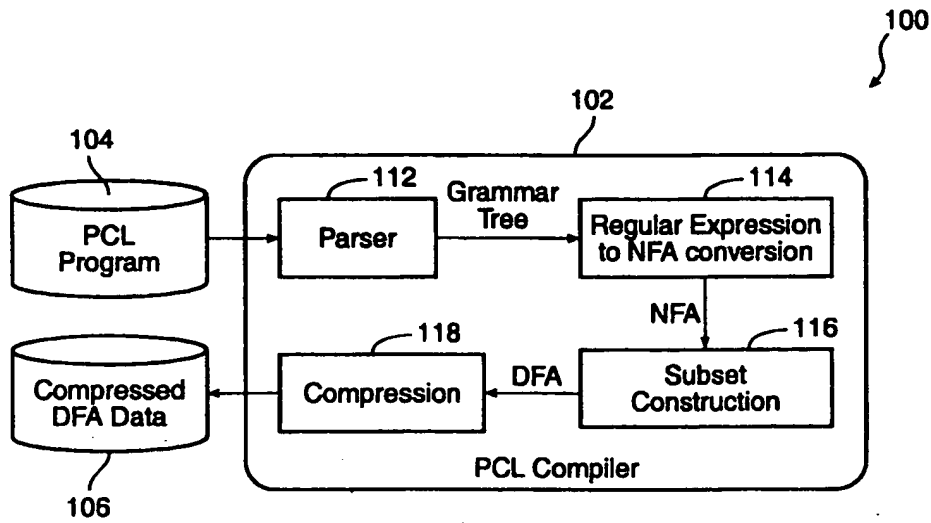 100
102
104
PCL
Program
112
Parser
Grammar
Tree
114
Regular Expression
to NFA conversion
NFA
116
Subset
Construction
DFA
118
Compression
Compressed
DFA Data
106
PCL Compiler